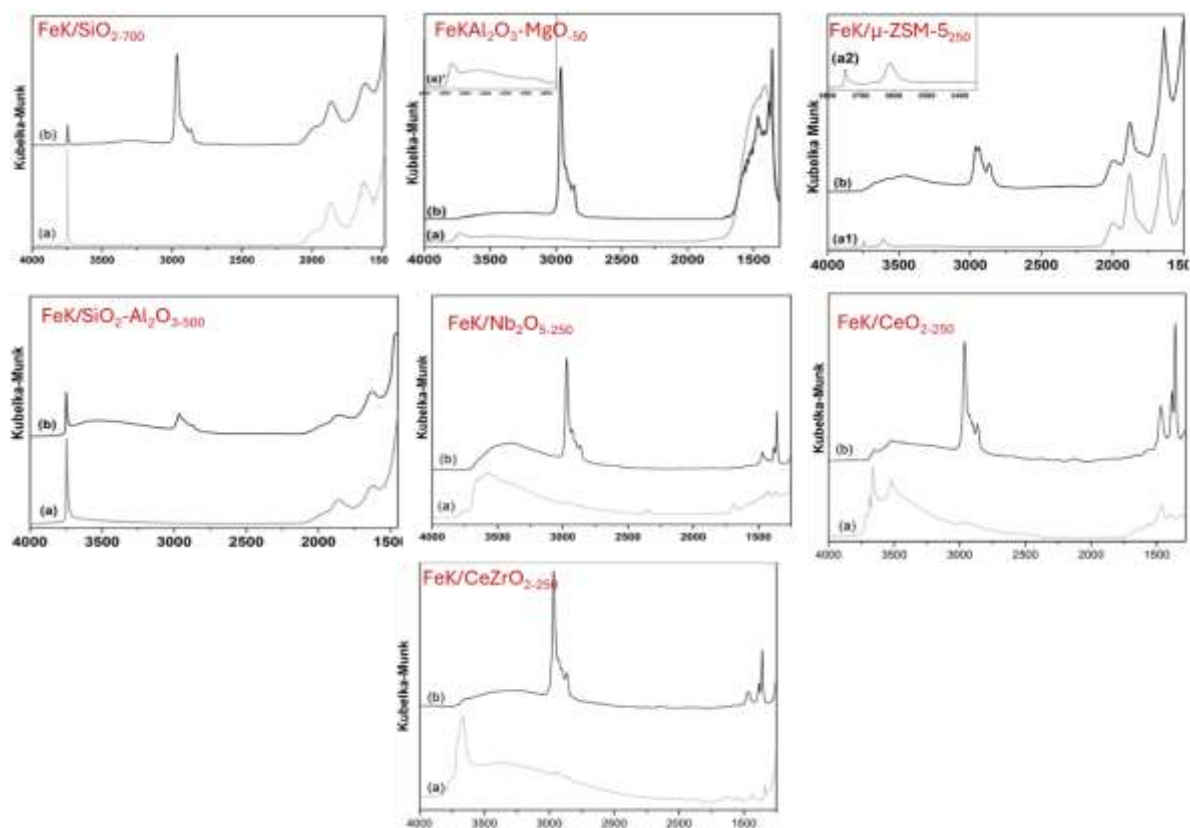 FeK/SiO₂₋₇₀₀
Kubelka-Munk
(b)
(a)
4000 3500 3000 2500 2000 1500
FeKAl₂O₃-MgO₋₅₀
(a)'
Kubelka-Munk
(b)
(a)
4000 3500 3000 2500 2000 1500
FeK/μ-ZSM-5₂₅₀
(a2)
Kubelka Munk
(b)
(a1)
4000 3500 3000 2500 2000
FeK/SiO₂-Al₂O₃₋₅₀₀
Kubelka-Munk
(b)
(a)
4000 3500 3000 2500 2000
FeK/Nb₂O₅₋₂₅₀
Kubelka-Munk
(b)
(a)
4000 3500 3000 2500 2000 1500
FeK/CeO₂₋₂₅₀
Kubelka-Munk
(b)
(a)
4000 3500 3000 2500 2000 1500
FeK/CeZrO₂₋₂₅₀
Kubelka-Munk
(b)
(a)
4000 3500 3000 2500 2000 1500